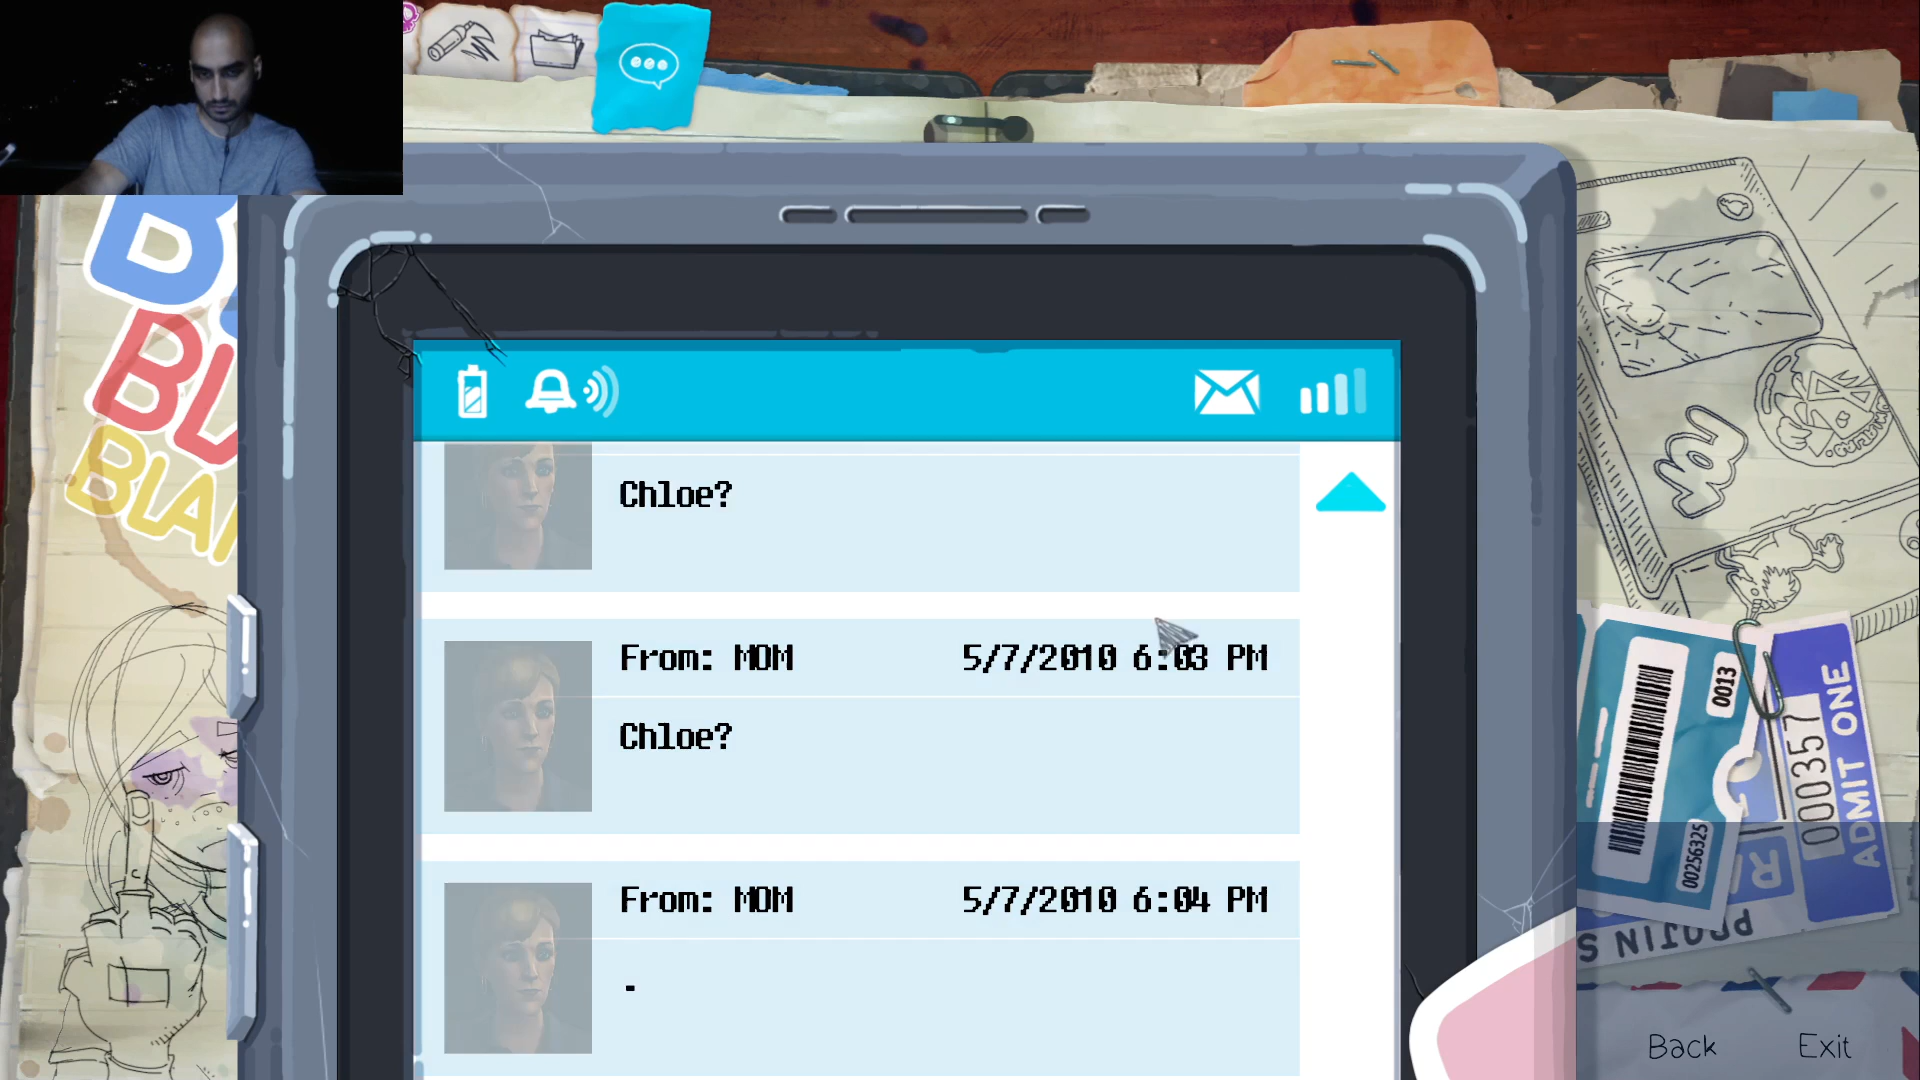 Chloe?
From: MOM 5/7/2010 6:03 PM
Chloe?
From: MOM 5/7/2010 6:04 PM
.
0013
00256325
000357
ADMIT ONE
Back Exit